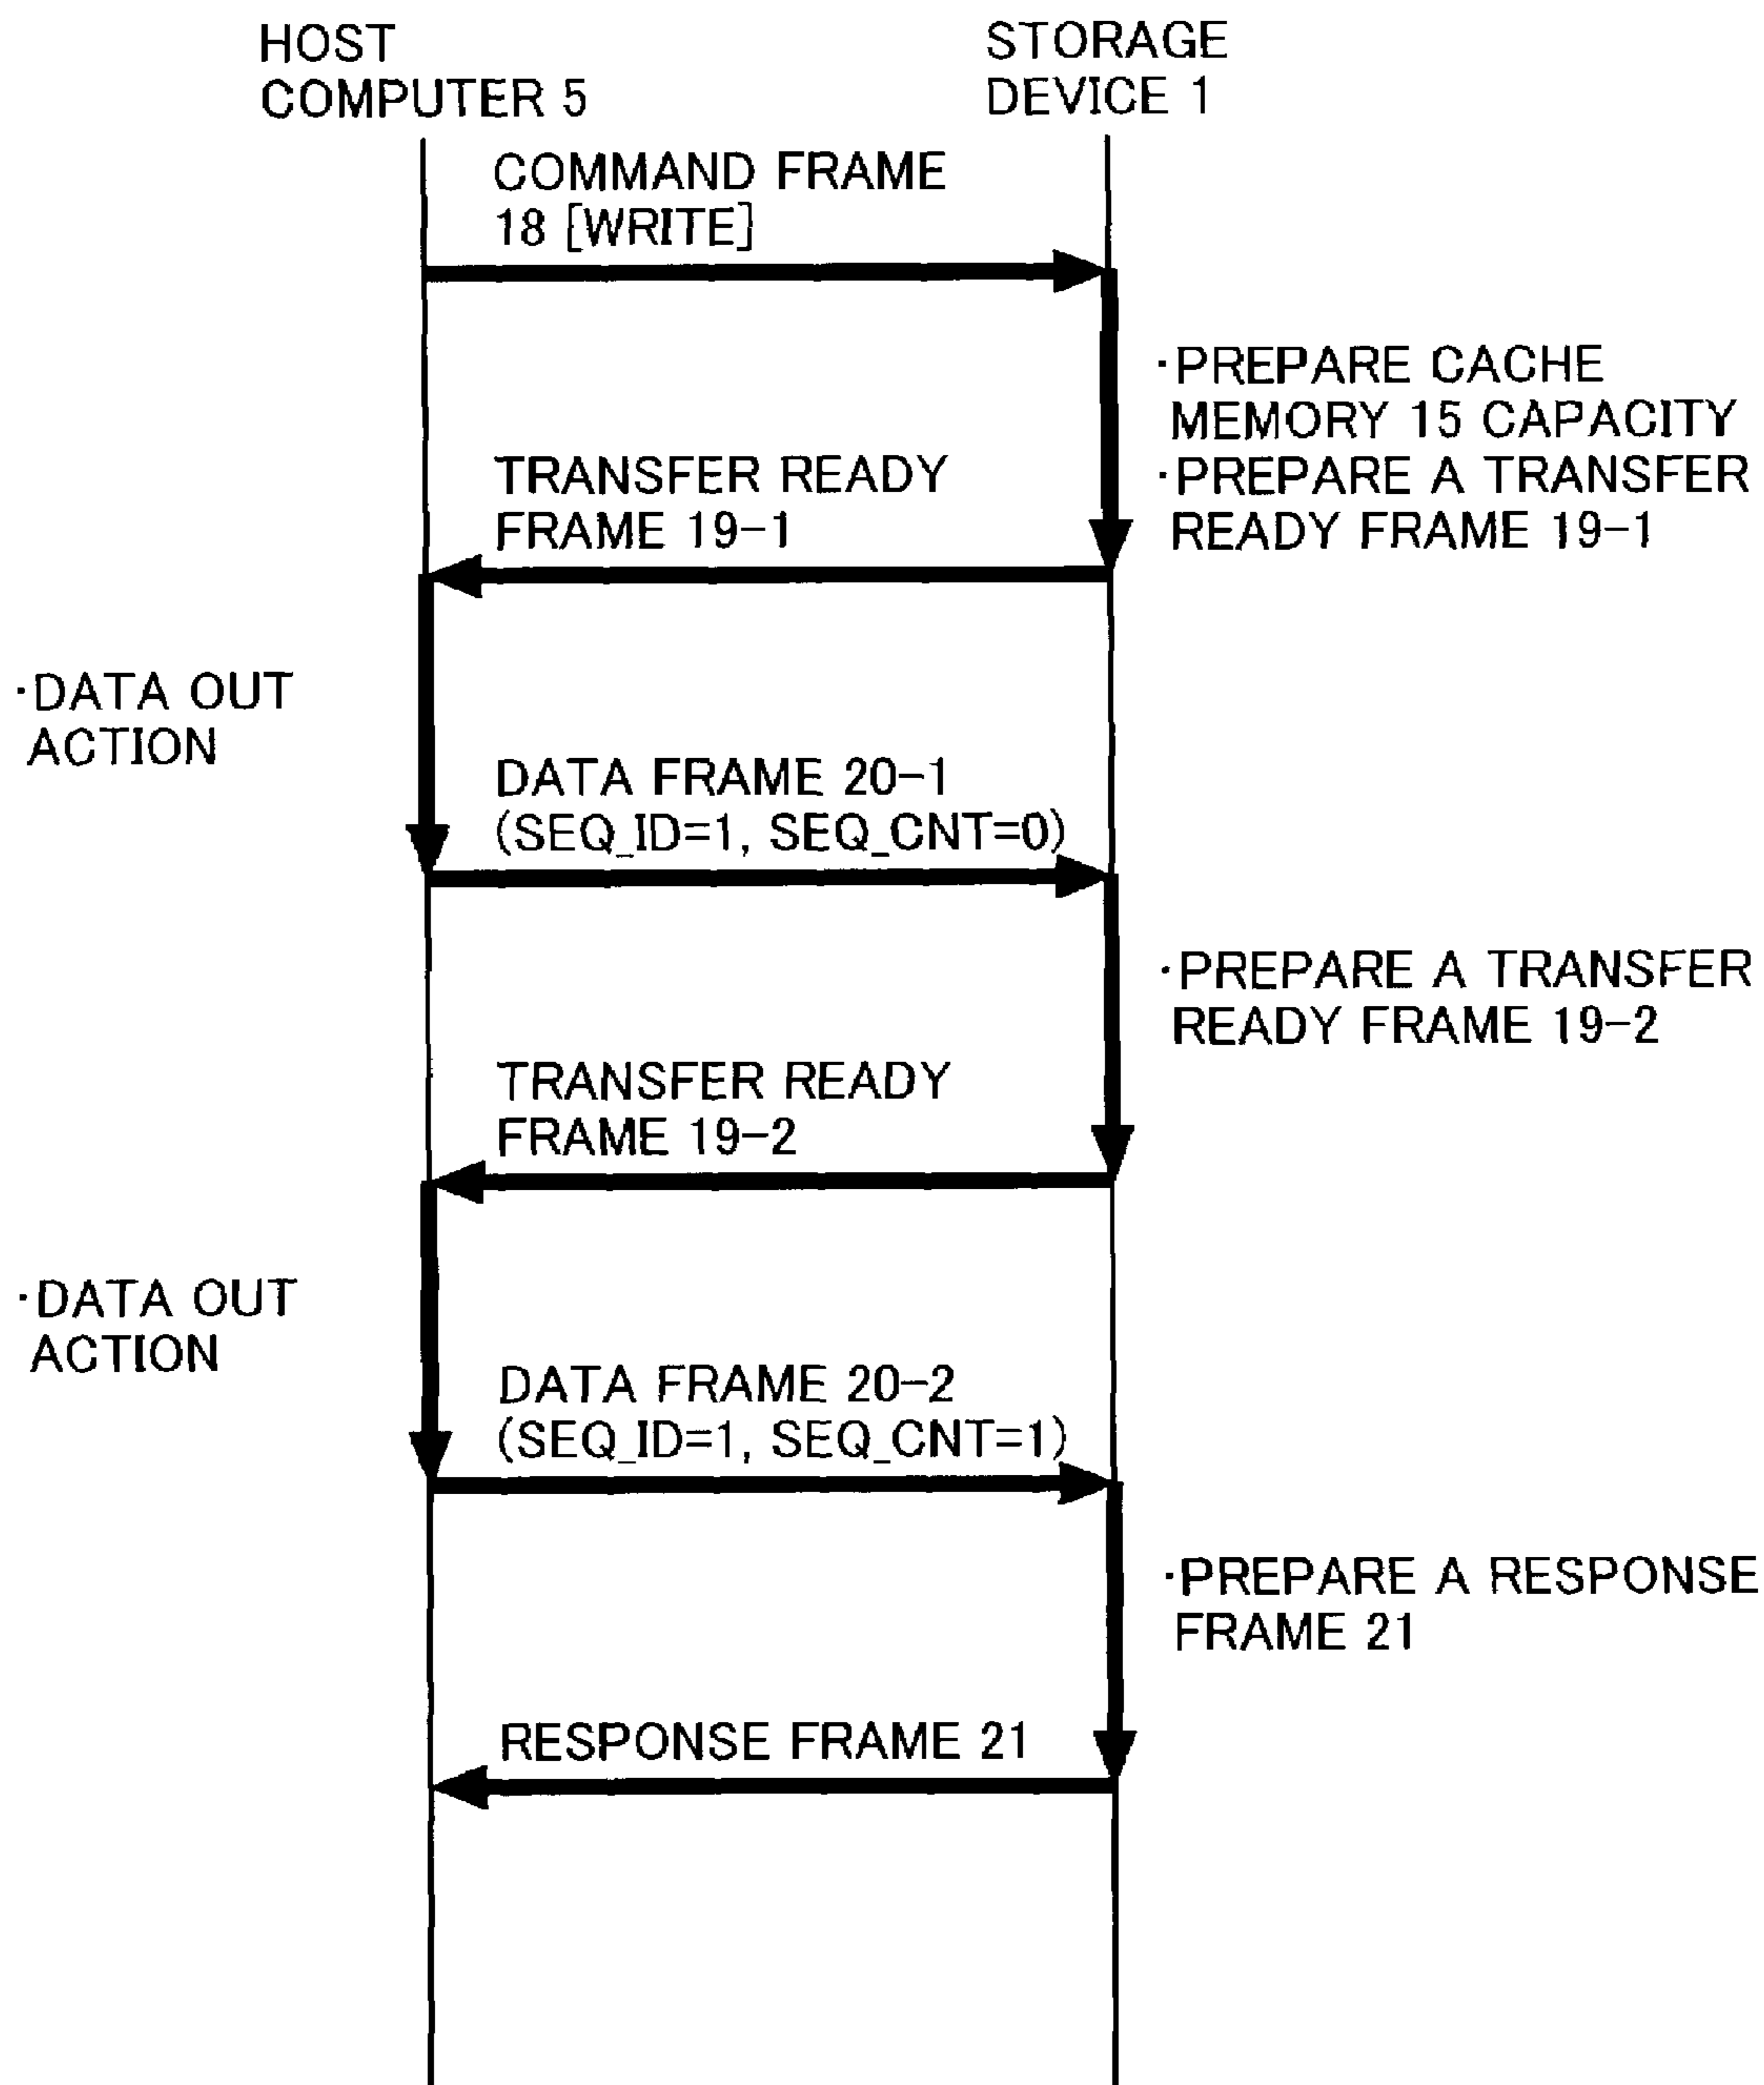 HOST
COMPUTER 5
STORAGE
DEVICE 1
COMMAND FRAME
18 [WRITE]
·PREPARE CACHE
MEMORY 15 CAPACITY
·PREPARE A TRANSFER
READY FRAME 19-1
TRANSFER READY
FRAME 19-1
·DATA OUT
ACTION
DATA FRAME 20-1
(SEQ_ID=1, SEQ_CNT=0)
·PREPARE A TRANSFER
READY FRAME 19-2
TRANSFER READY
FRAME 19-2
·DATA OUT
ACTION
DATA FRAME 20-2
(SEQ_ID=1, SEQ_CNT=1)
·PREPARE A RESPONSE
FRAME 21
RESPONSE FRAME 21